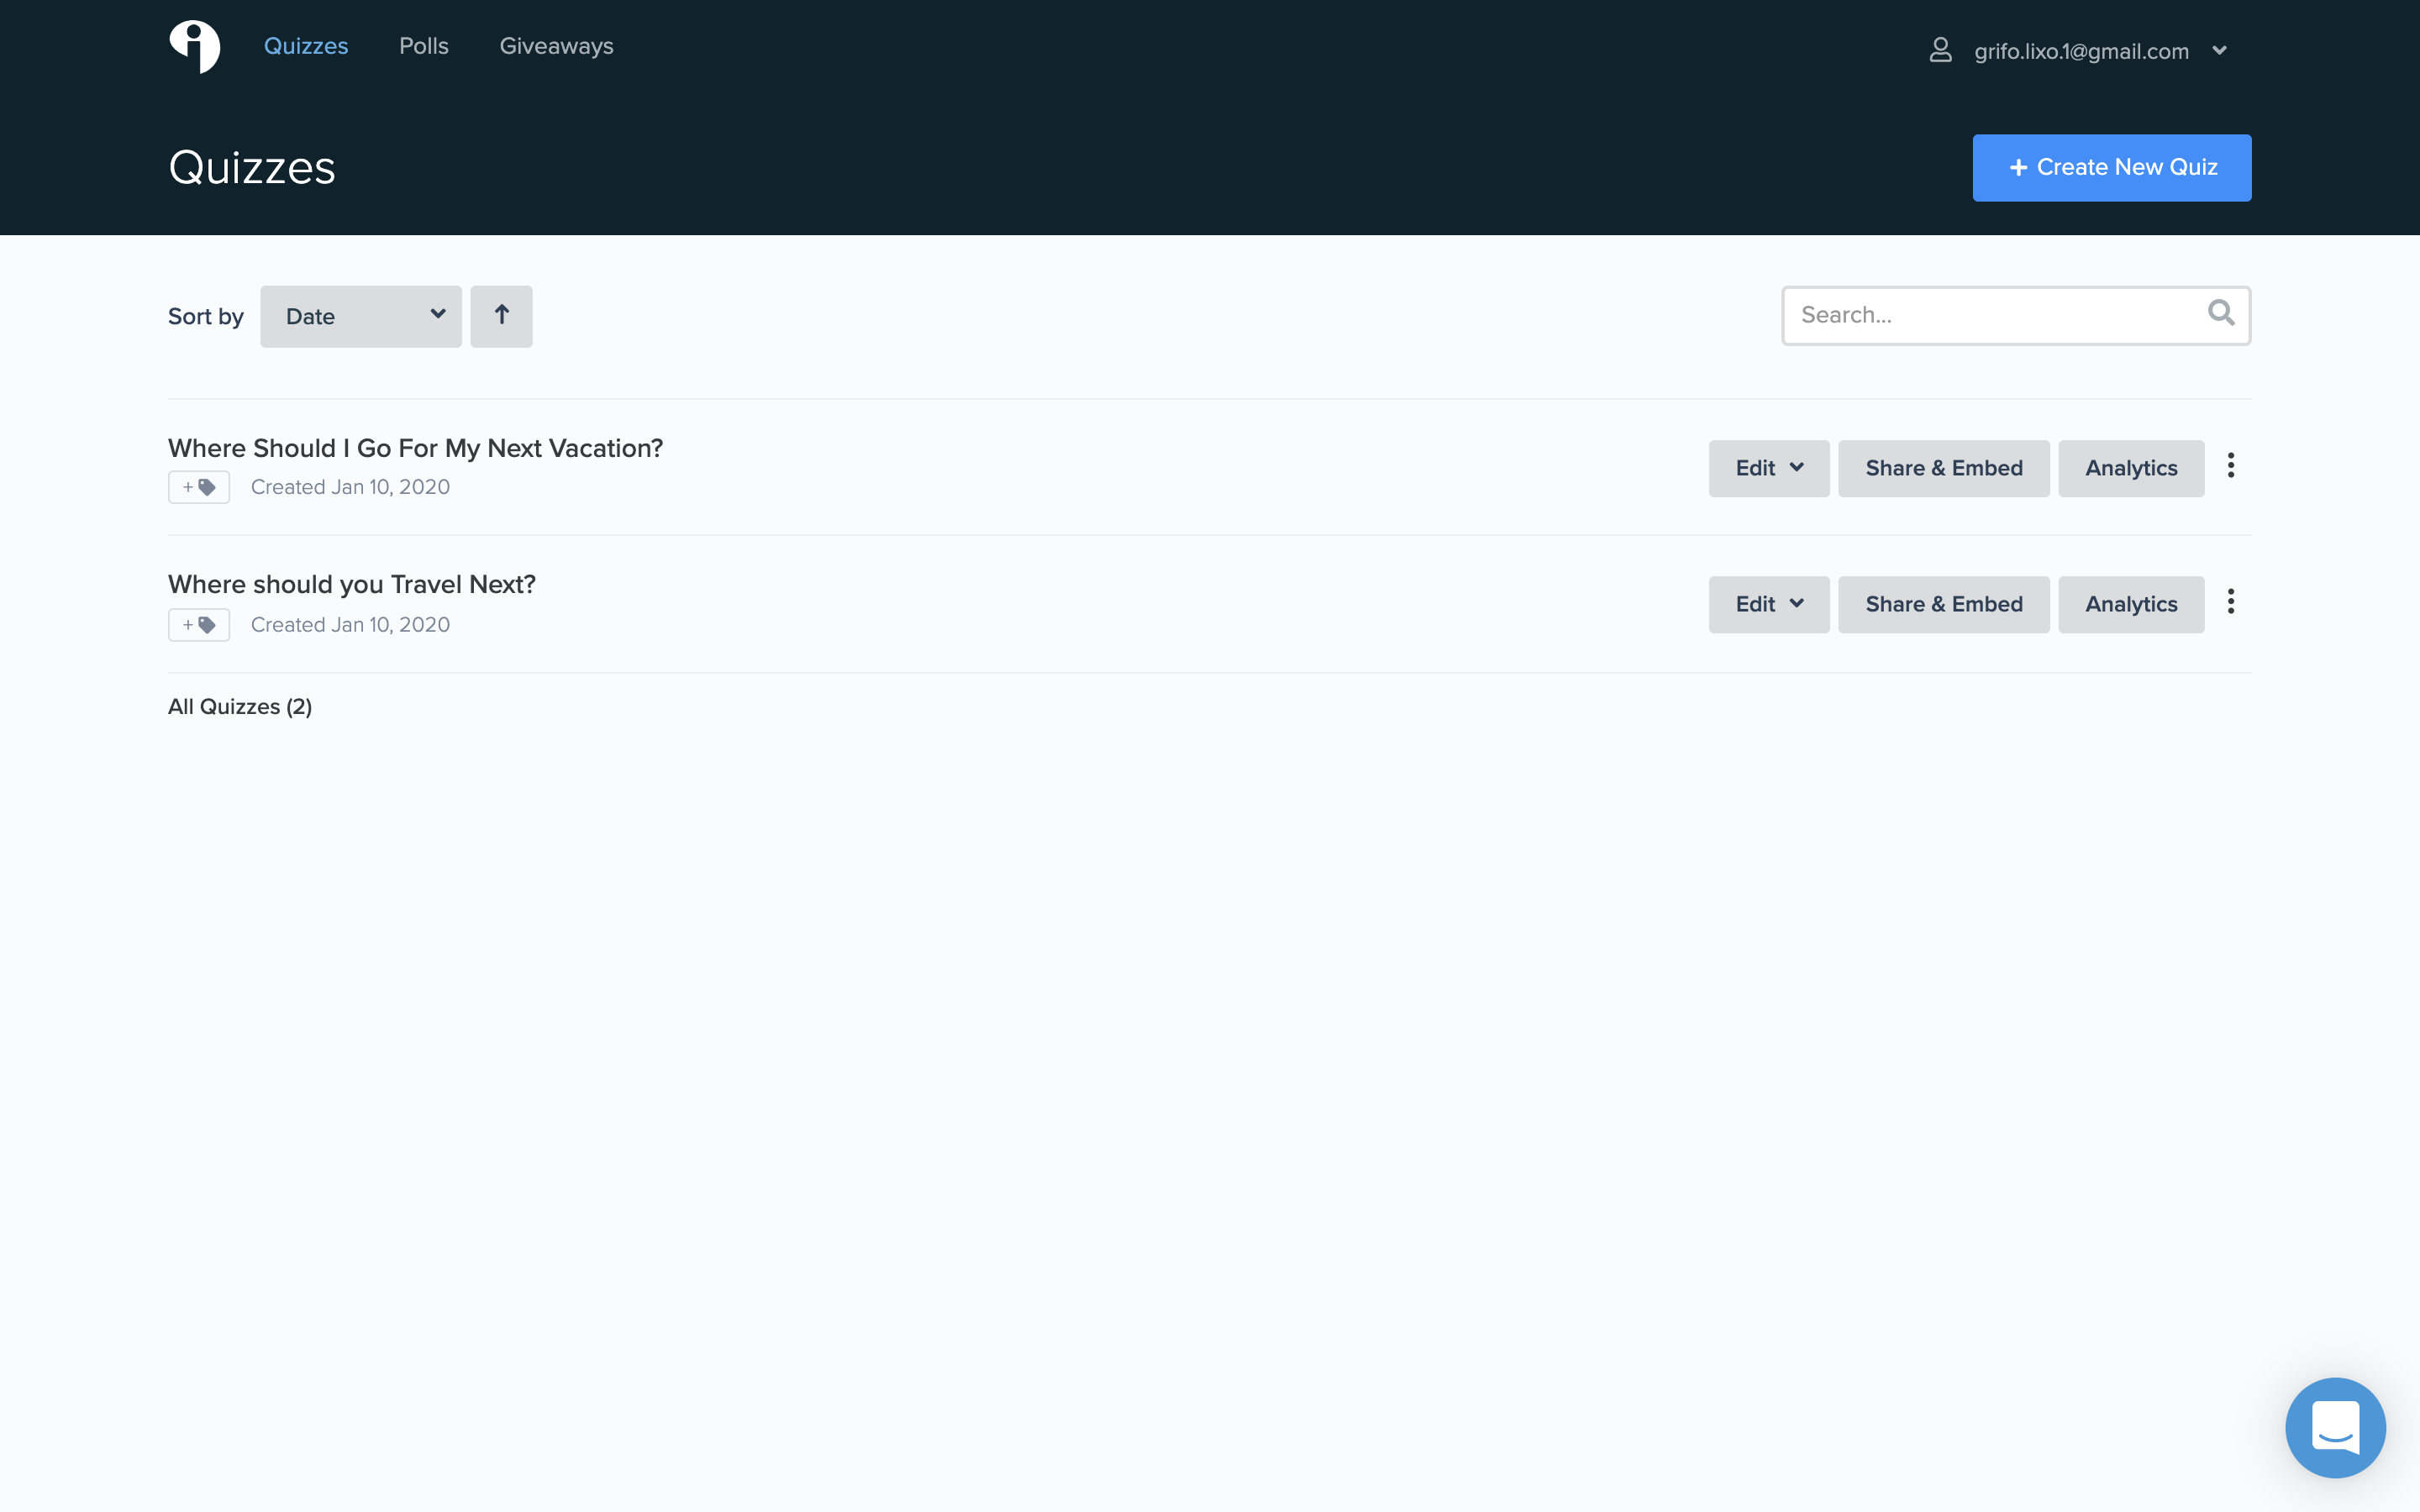 Quizzes Polls Giveaways grifo.lixo.1@gmail.com
Quizzes + Create New Quiz
Sort by Date Search...
Where Should I Go For My Next Vacation?
+ Created Jan 10, 2020
Edit Share & Embed Analytics
Where should you Travel Next?
+ Created Jan 10, 2020
Edit Share & Embed Analytics
All Quizzes (2)